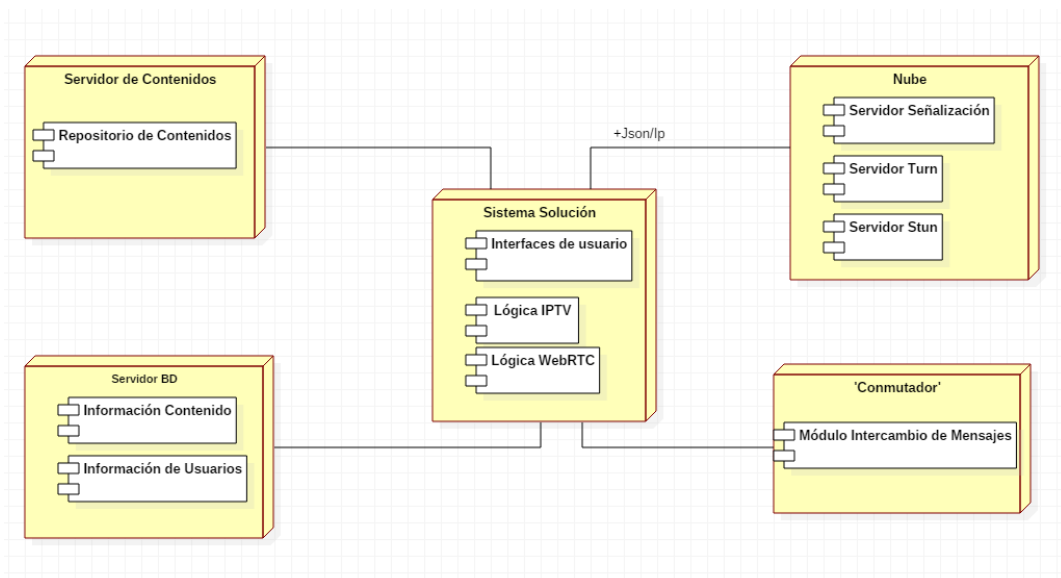 Servidor de Contenidos
Repositorio de Contenidos
+Json/Ip
Nube
Servidor Señalización
Servidor Turn
Servidor Stun
Sistema Solución
Interfaces de usuario
Lógica IPTV
Lógica WebRTC
Servidor BD
Información Contenido
Información de Usuarios
'Conmutador'
Módulo Intercambio de Mensajes